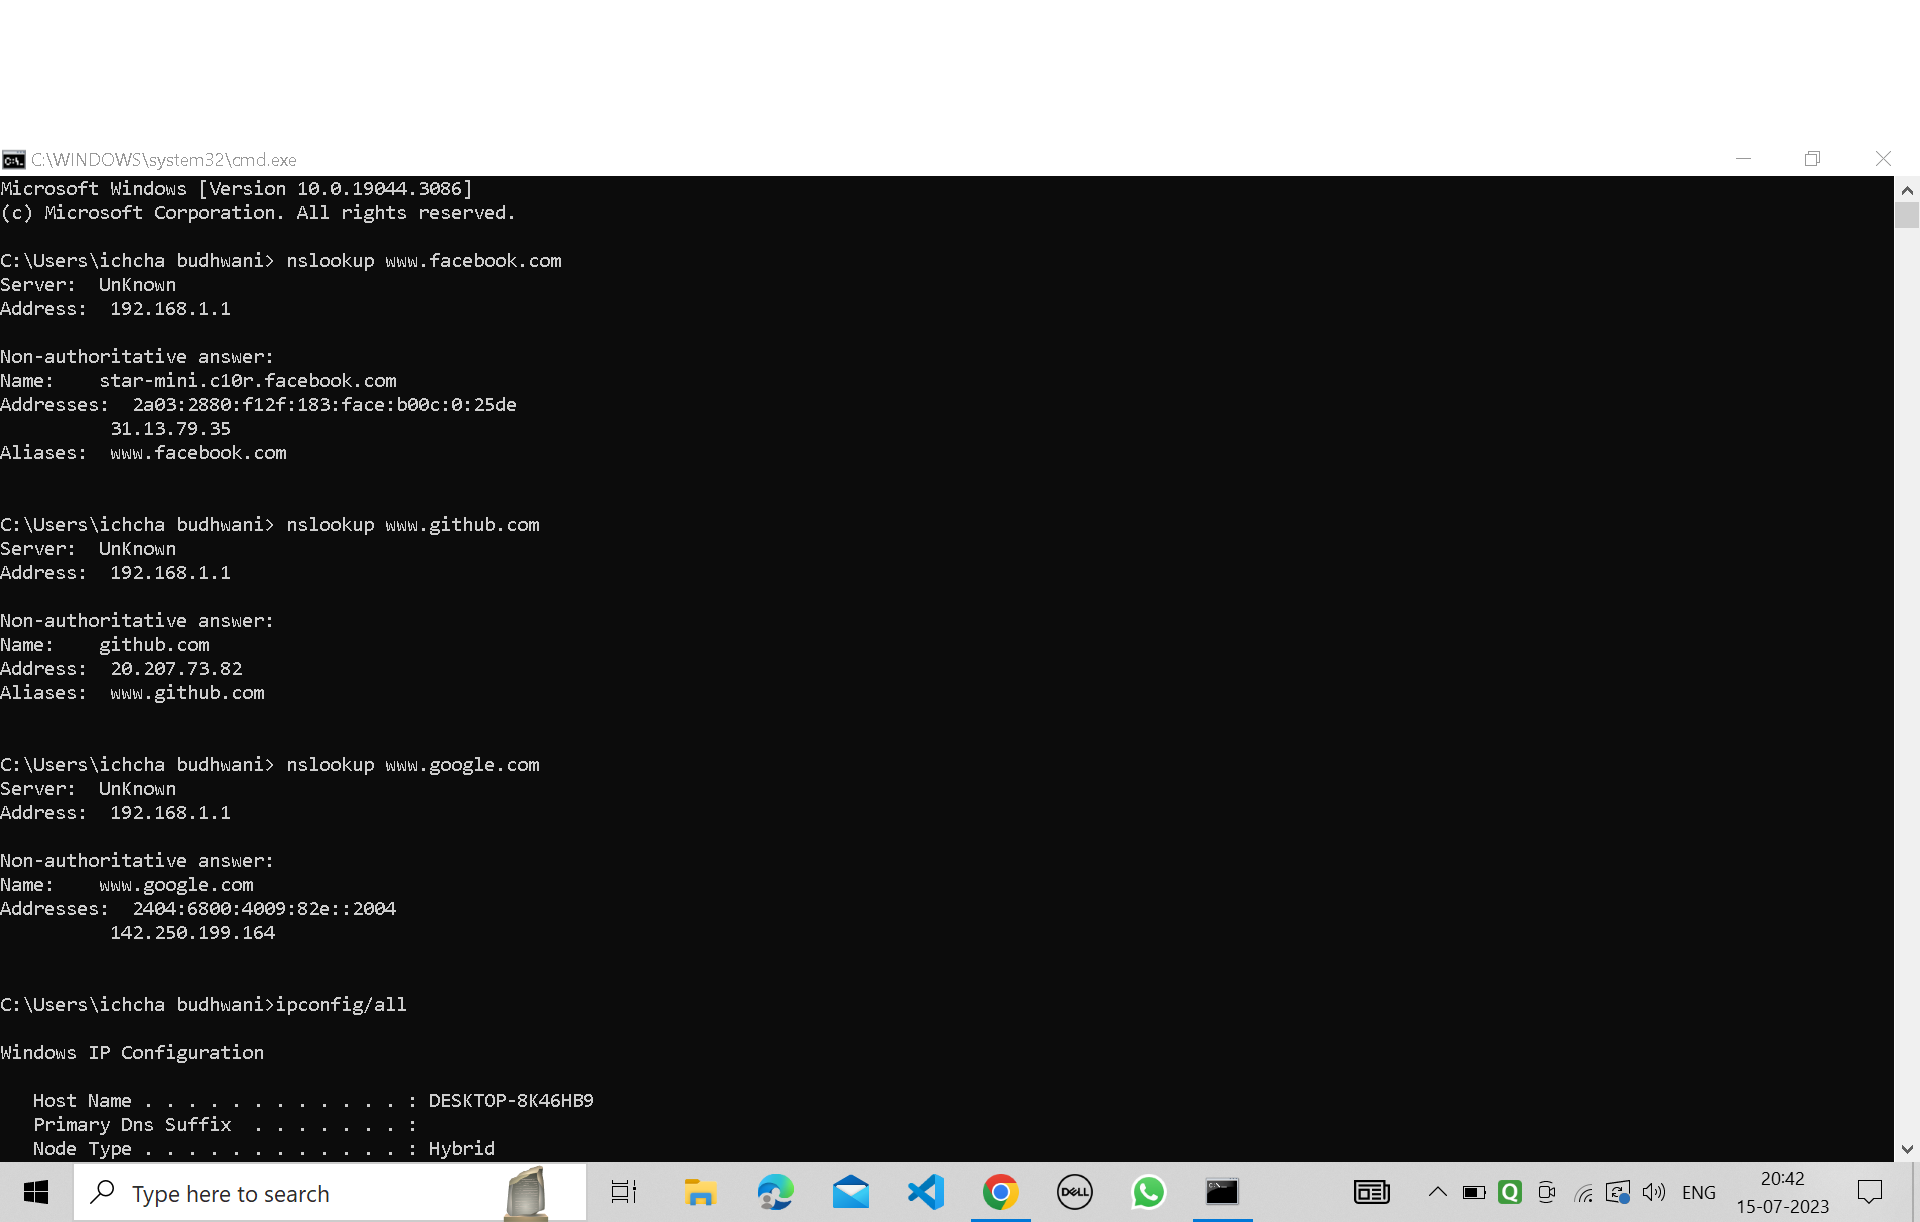 C:\WINDOWS\system32\cmd.exe
Microsoft Windows [Version 10.0.19044.3086]
(c) Microsoft Corporation. All rights reserved.
C:\Users\ichcha budhwani> nslookup www.facebook.com
Server:  UnKnown
Address:  192.168.1.1
Non-authoritative answer:
Name:    star-mini.c10r.facebook.com
Addresses:  2a03:2880:f12f:183:face:b00c:0:25de
31.13.79.35
Aliases:  www.facebook.com
C:\Users\ichcha budhwani> nslookup www.github.com
Server:  UnKnown
Address:  192.168.1.1
Non-authoritative answer:
Name:    github.com
Address:  20.207.73.82
Aliases:  www.github.com
C:\Users\ichcha budhwani> nslookup www.google.com
Server:  UnKnown
Address:  192.168.1.1
Non-authoritative answer:
Name:    www.google.com
Addresses:  2404:6800:4009:82e::2004
142.250.199.164
C:\Users\ichcha budhwani>ipconfig/all
Windows IP Configuration
Host Name . . . . . . . . . . . . : DESKTOP-8K46HB9
Primary Dns Suffix  . . . . . . . :
Node Type . . . . . . . . . . . . : Hybrid
Type here to search
DELL
Q
ENG
20:42
15-07-2023